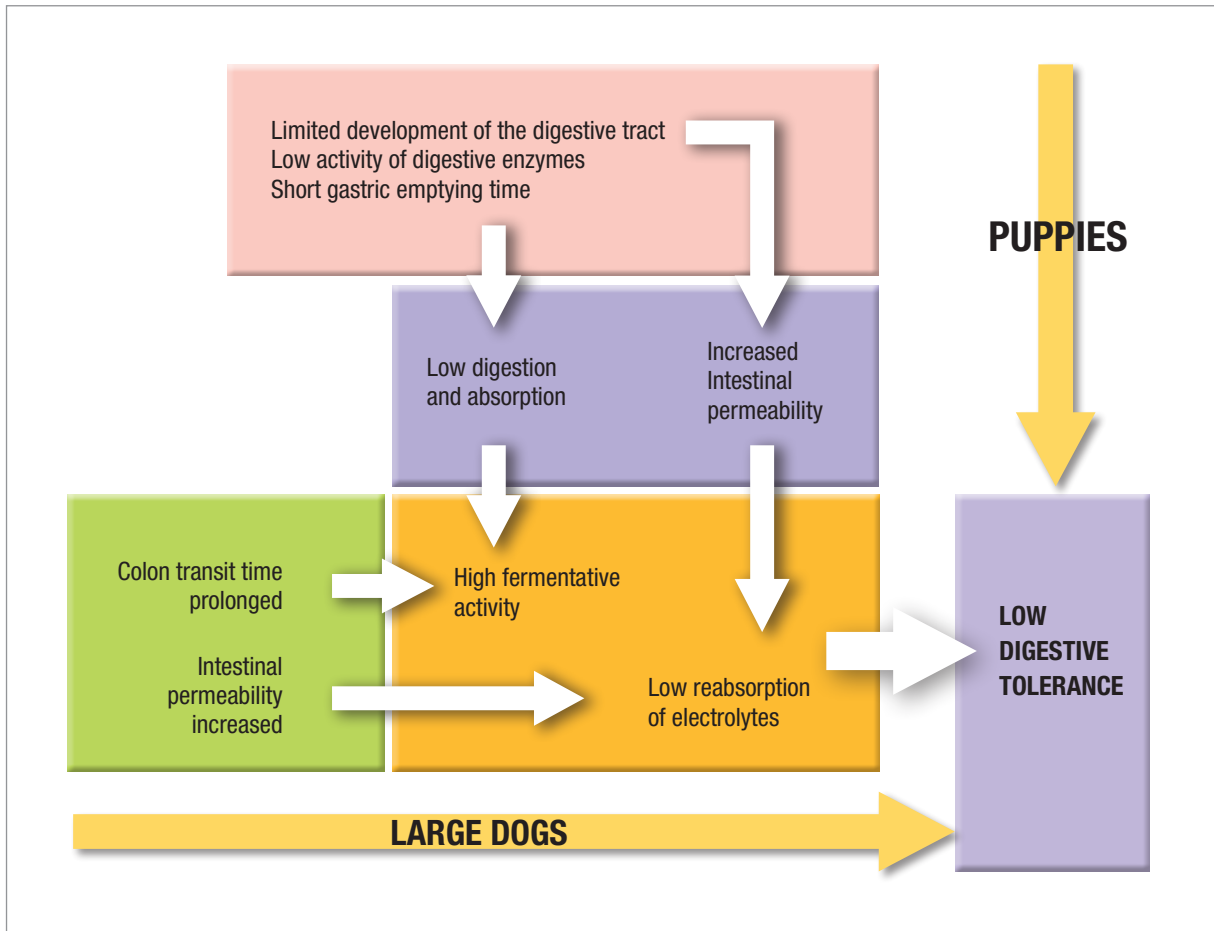 Limited development of the digestive tract
Low activity of digestive enzymes
Short gastric emptying time
PUPPIES
Low digestion
and absorption
Increased
Intestinal
permeability
Colon transit time
prolonged
Intestinal
permeability
increased
High fermentative
activity
Low reabsorption
of electrolytes
LOW
DIGESTIVE
TOLERANCE
LARGE DOGS